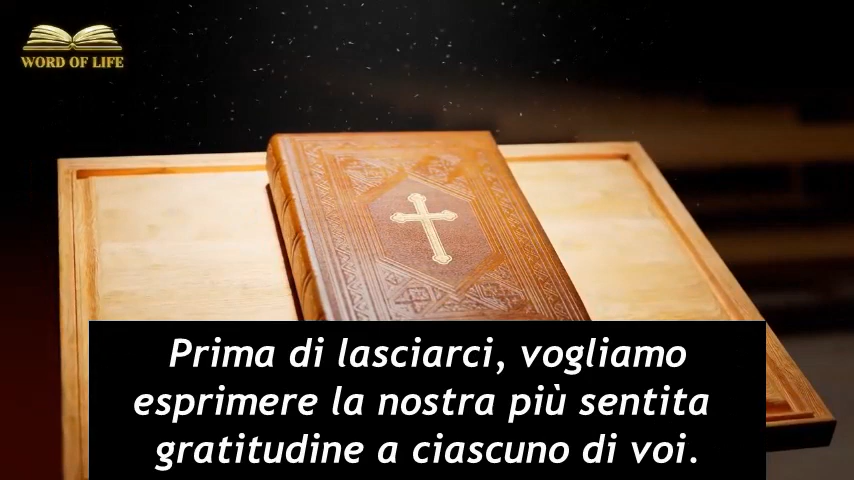 WORD OF LIFE
Prima di lasciarci, vogliamo
esprimere la nostra più sentita
gratitudine a ciascuno di voi.